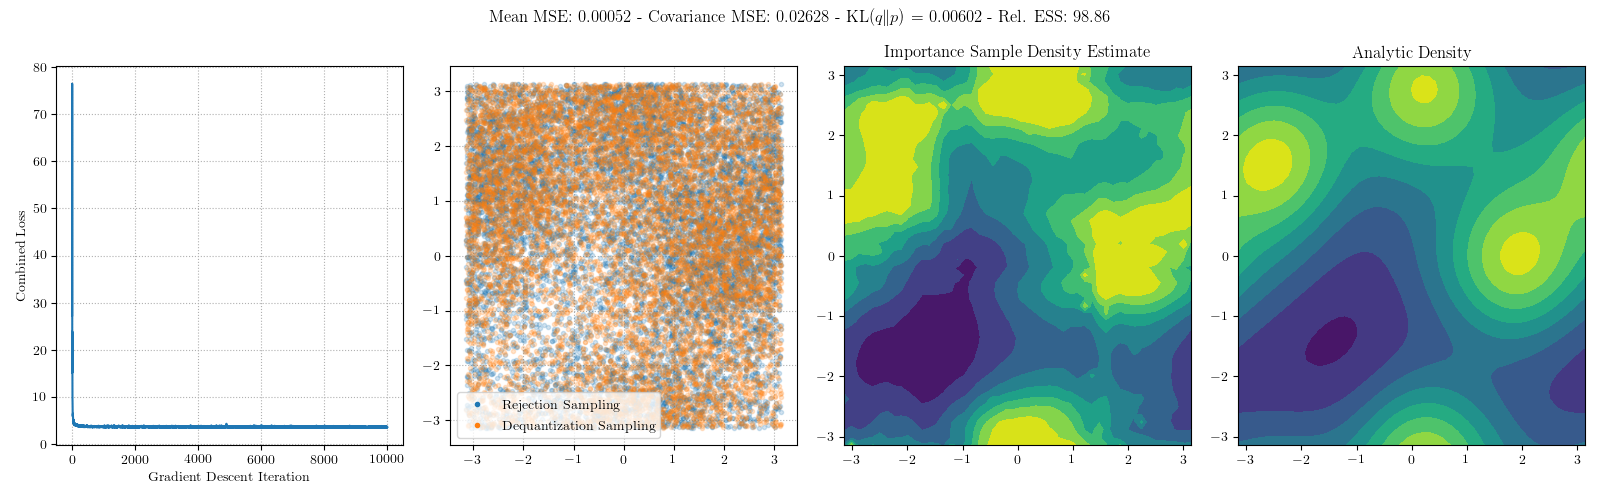 Mean MSE: 0.00052 - Covariance MSE: 0.02628 - KL(q‖p) = 0.00602 - Rel. ESS: 98.86
Combined Loss
80
70
60
50
40
30
20
10
0
0 2000 4000 6000 8000 10000
Gradient Descent Iteration
3
2
1
0
−1
−2
−3
Rejection Sampling
Dequantization Sampling
−3 −2 −1 0 1 2 3
Importance Sample Density Estimate
3
2
1
0
−1
−2
−3
−3 −2 −1 0 1 2 3
Analytic Density
3
2
1
0
−1
−2
−3
−3 −2 −1 0 1 2 3